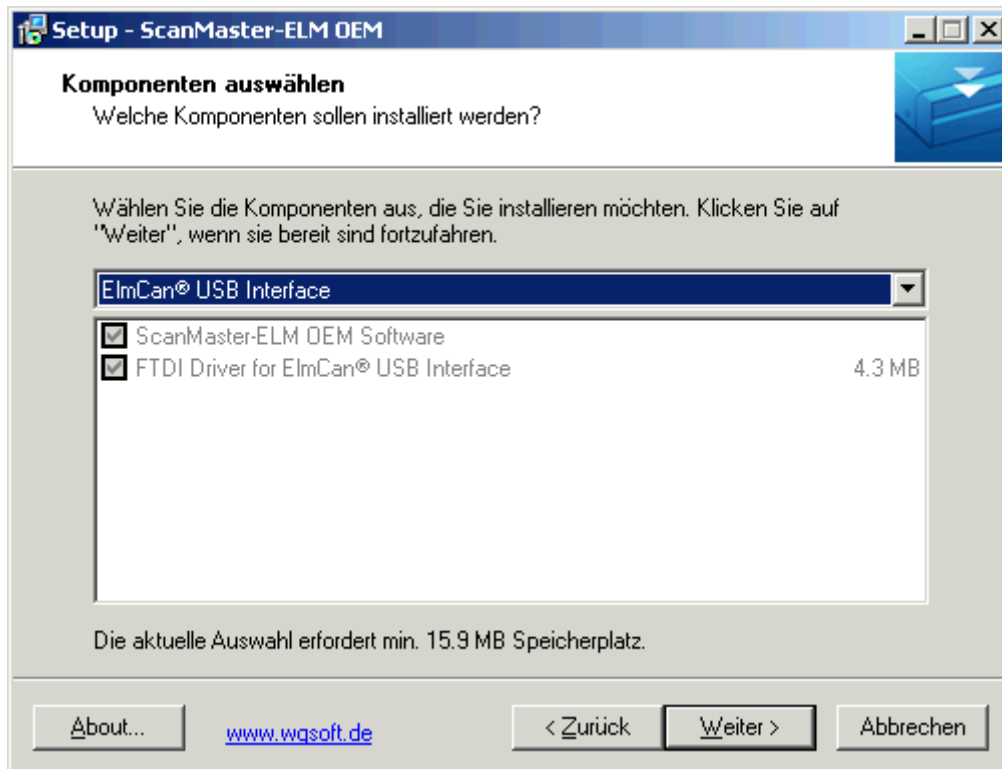 Setup - ScanMaster-ELM OEM
Komponenten auswählen
Welche Komponenten sollen installiert werden?
Wählen Sie die Komponenten aus, die Sie installieren möchten. Klicken Sie auf
"Weiter", wenn sie bereit sind fortzufahren.
ElmCan® USB Interface
ScanMaster-ELM OEM Software
FTDI Driver for ElmCan® USB Interface 4.3 MB
Die aktuelle Auswahl erfordert min. 15.9 MB Speicherplatz.
About... www.wgsoft.de < Zurück Weiter > Abbrechen